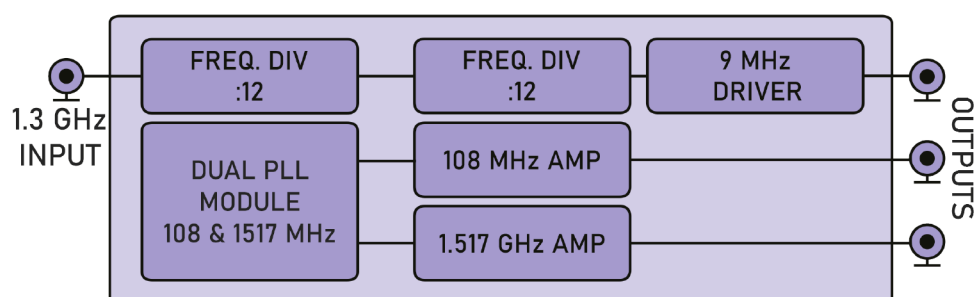 1.3 GHz
INPUT
FREQ. DIV
:12
FREQ. DIV
:12
9 MHz
DRIVER
DUAL PLL
MODULE
108 & 1517 MHz
108 MHz AMP
1.517 GHz AMP
OUTPUTS